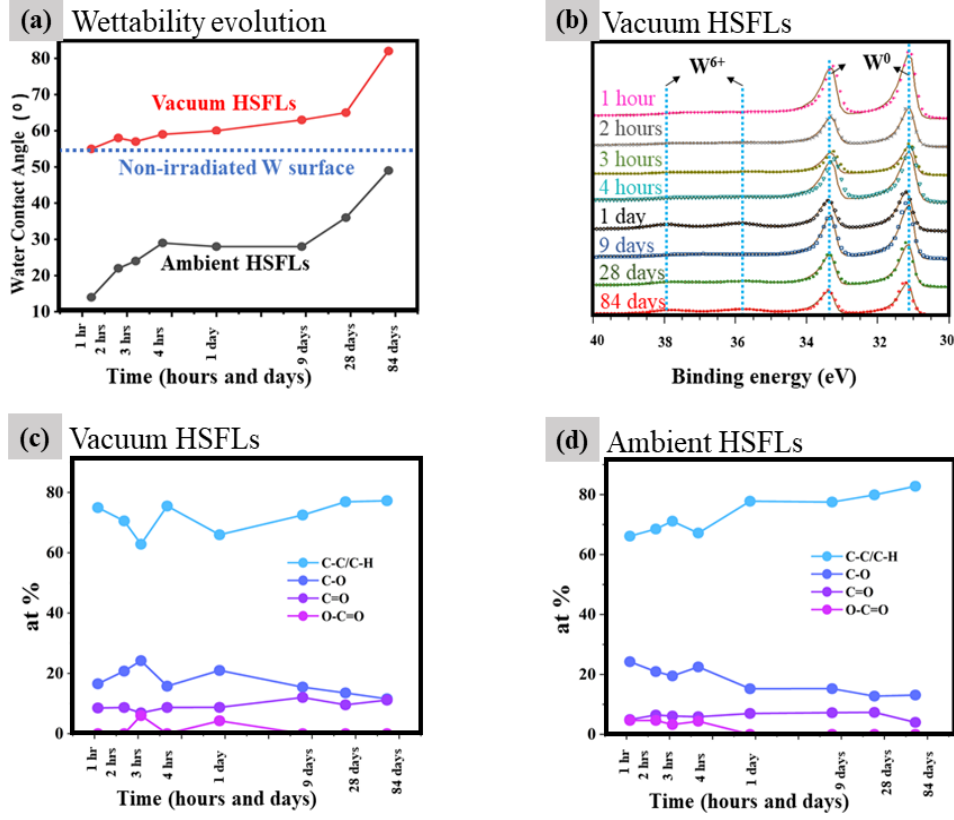 (a) Wettability evolution
80
70
60
50
40
30
20
10
Water Contact Angle (⁰)
Vacuum HSFLs
Non-irradiated W surface
Ambient HSFLs
1 hr
2 hrs
3 hrs
4 hrs
1 day
9 days
28 days
84 days
Time (hours and days)
(b) Vacuum HSFLs
W⁶⁺
W⁰
1 hour
2 hours
3 hours
4 hours
1 day
9 days
28 days
84 days
40 38 36 34 32 30
Binding energy (eV)
(c) Vacuum HSFLs
80
60
40
20
0
at %
C-C/C-H
C-O
C=O
O-C=O
1 hr
2 hrs
3 hrs
4 hrs
1 day
9 days
28 days
84 days
Time (hours and days)
(d) Ambient HSFLs
80
60
40
20
0
at %
C-C/C-H
C-O
C=O
O-C=O
1 hr
2 hrs
3 hrs
4 hrs
1 day
9 days
28 days
84 days
Time (hours and days)